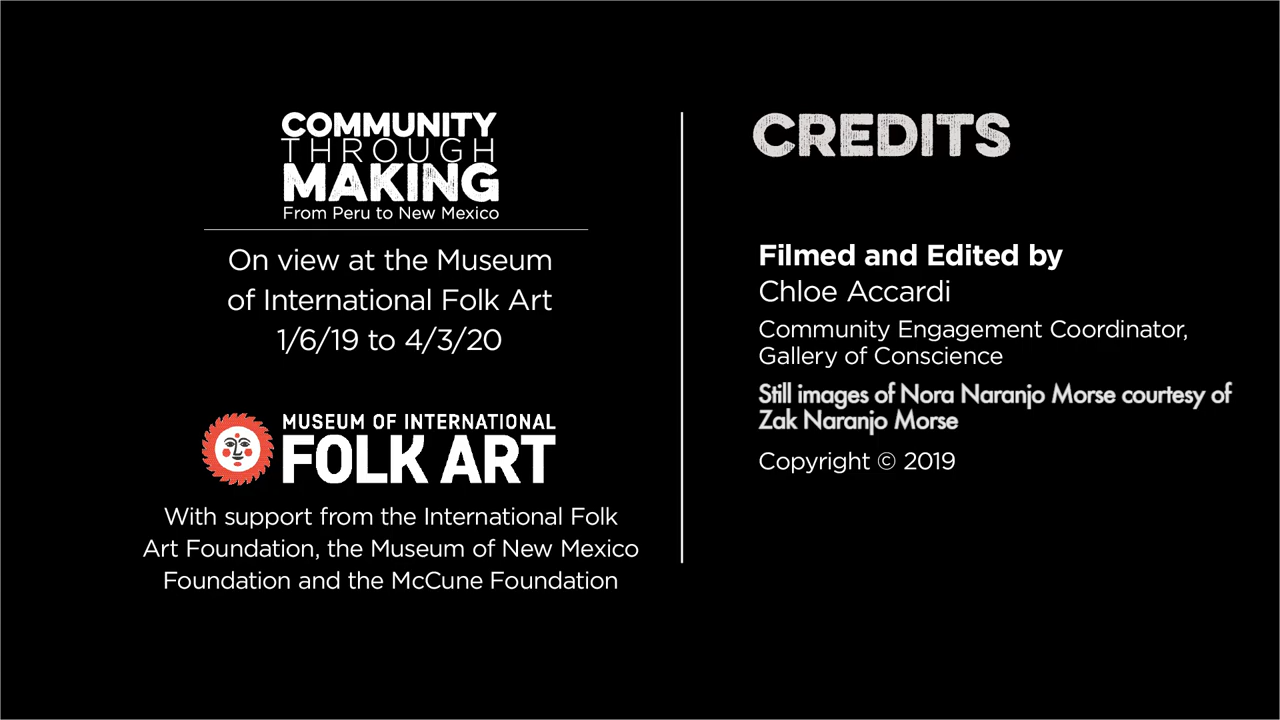 COMMUNITY
THROUGH
MAKING
From Peru to New Mexico
On view at the Museum
of International Folk Art
1/6/19 to 4/3/20
MUSEUM OF INTERNATIONAL
FOLK ART
With support from the International Folk
Art Foundation, the Museum of New Mexico
Foundation and the McCune Foundation
CREDITS
Filmed and Edited by
Chloe Accardi
Community Engagement Coordinator,
Gallery of Conscience
Still images of Nora Naranjo Morse courtesy of
Zak Naranjo Morse
Copyright © 2019